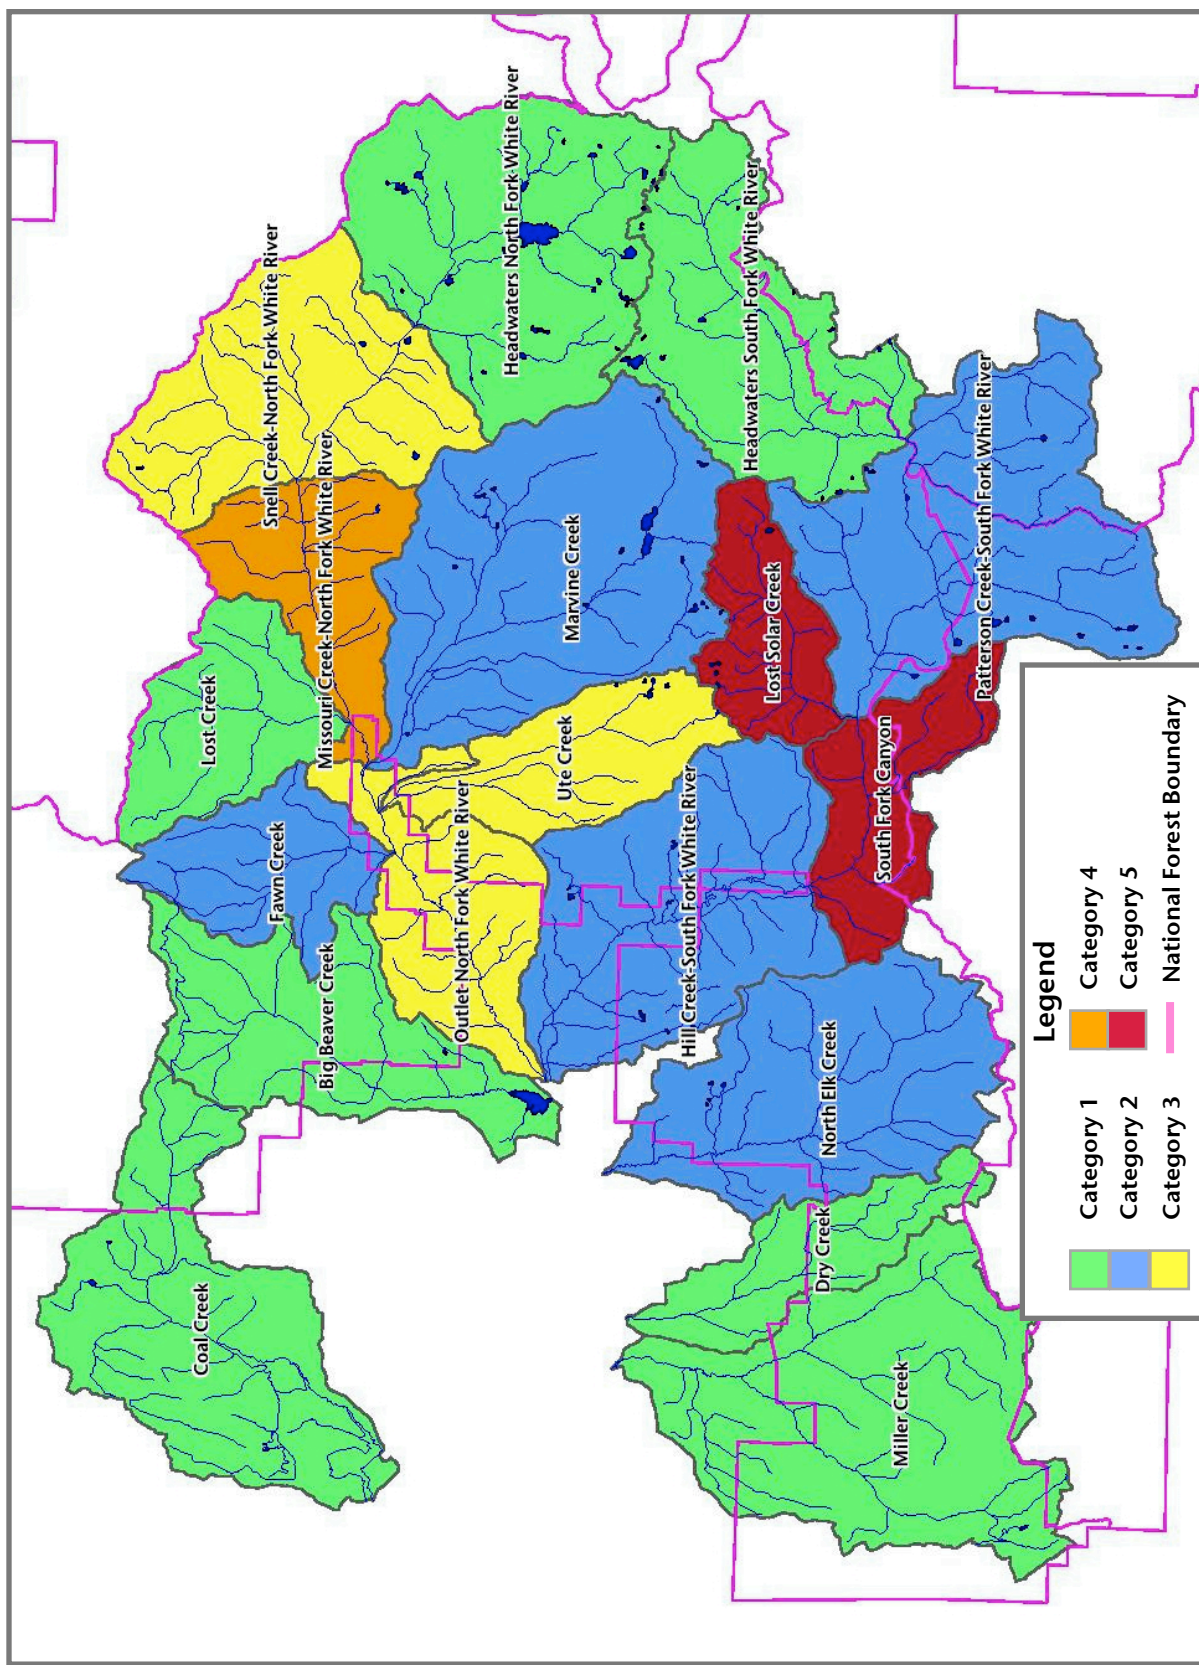 Coal Creek
Big Beaver Creek
Fawn Creek
Lost Creek
Missouri Creek-North Fork White River
Snell Creek-North Fork White River
Headwaters North Fork White River
Outlet-North Fork White River
Ute Creek
Marvine Creek
Headwaters South Fork White River
Miller Creek
Dry Creek
North Elk Creek
Hill Creek-South Fork White River
South Fork Canyon
Lost Solar Creek
Patterson Creek-South Fork White River
Legend
Category 1
Category 4
Category 2
Category 5
Category 3
National Forest Boundary